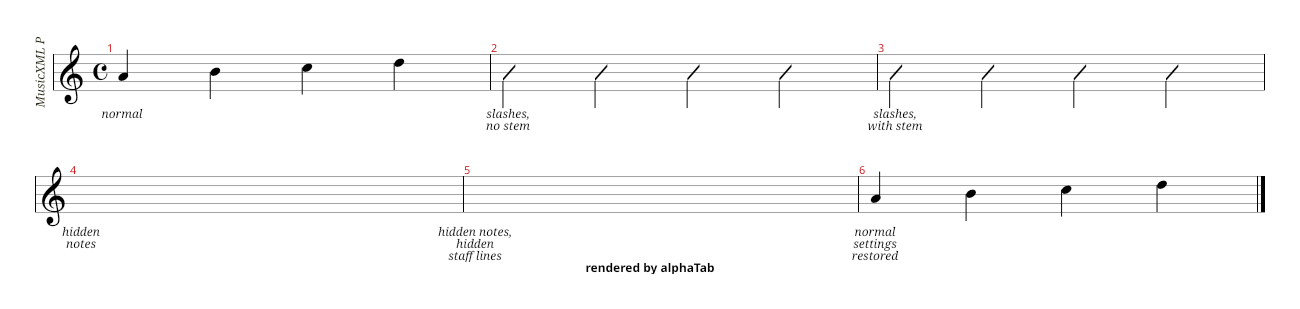 MusicXML P
1
2
3
normal
slashes,
no stem
slashes,
with stem
4
5
6
hidden
notes
hidden notes,
hidden
staff lines
normal
settings
restored
rendered by alphaTab